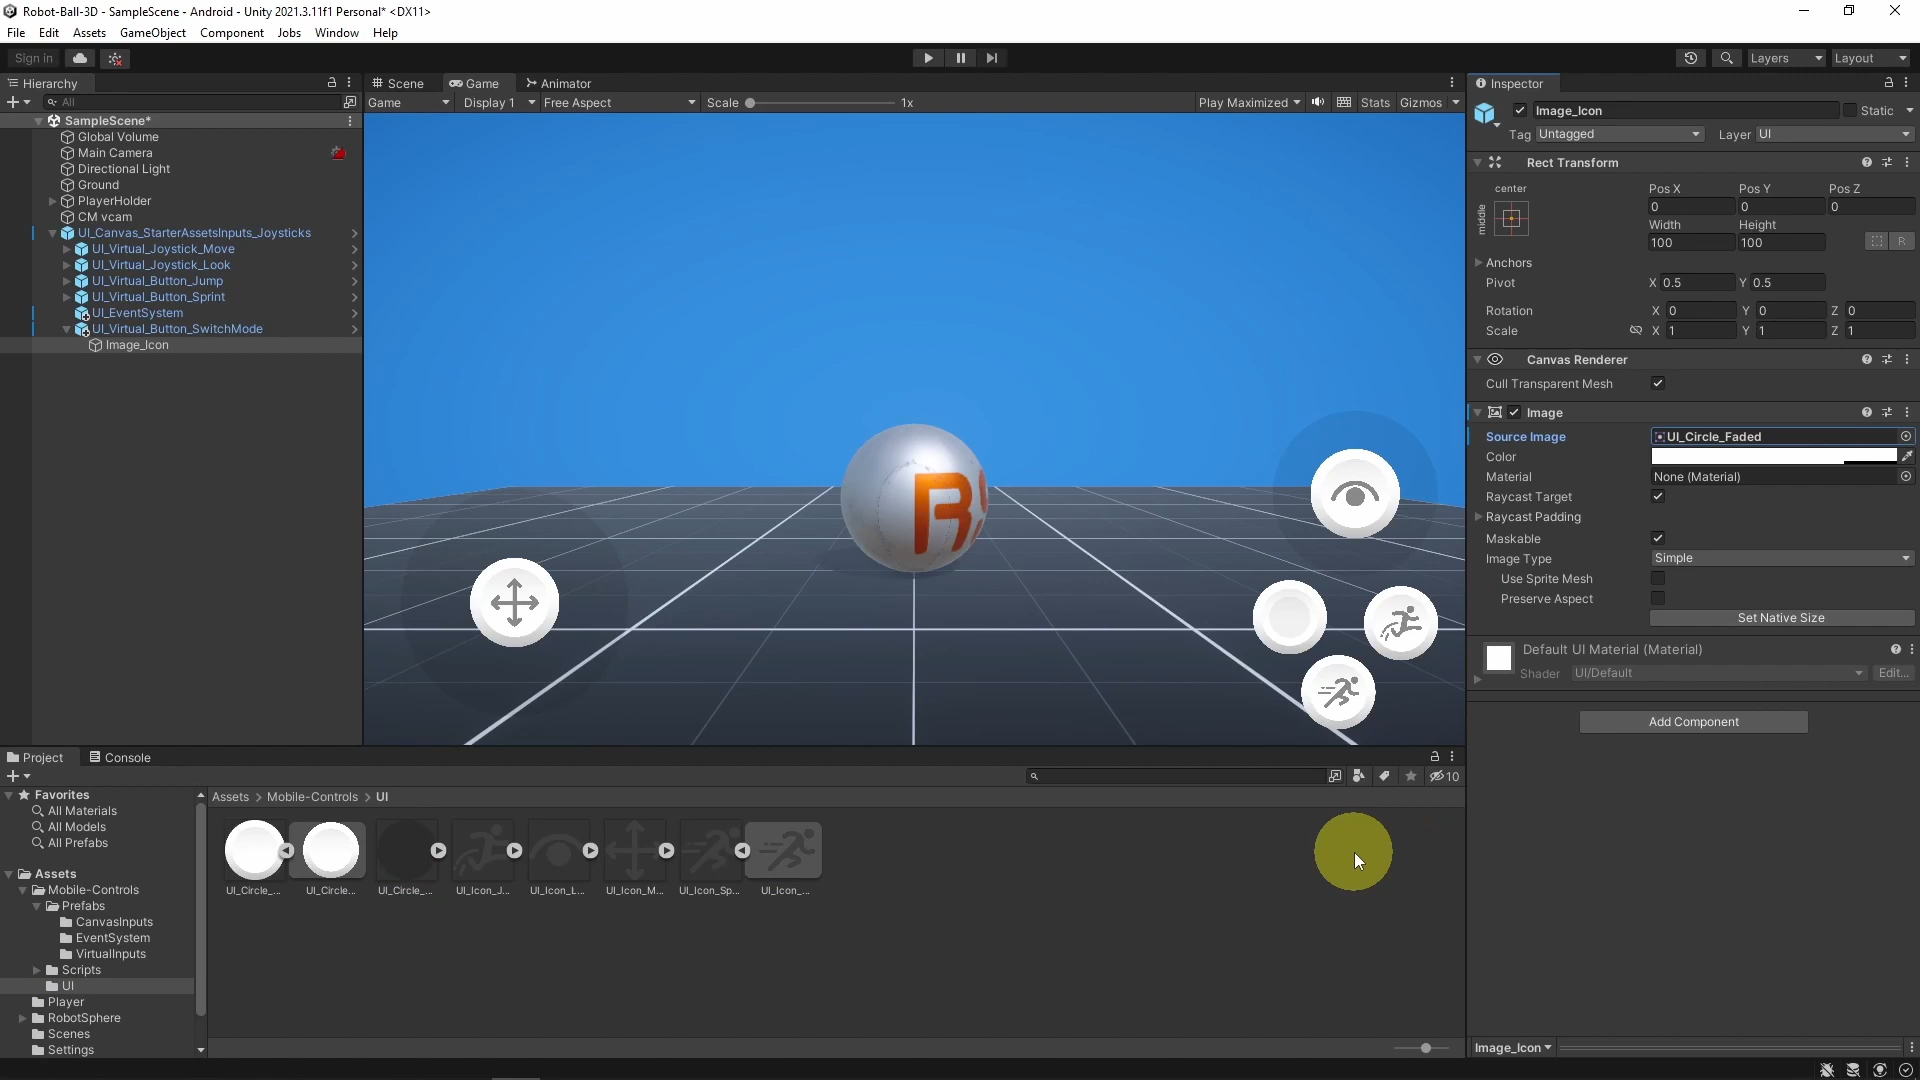 Robot-Ball-3D - SampleScene - Android - Unity 2021.3.11f1 Personal* <DX11>
File Edit Assets GameObject Component Jobs Window Help
Sign in Layers Layout
Hierarchy
All
SampleScene*
Global Volume
Main Camera
Directional Light
Ground
PlayerHolder
CM vcam
UI_Canvas_StarterAssetsInputs_Joysticks
UI_Virtual_Joystick_Move
UI_Virtual_Joystick_Look
UI_Virtual_Button_Jump
UI_Virtual_Button_Sprint
UI_EventSystem
UI_Virtual_Button_SwitchMode
Image_Icon
Scene Game Animator
Game Display 1 Free Aspect Scale 1x Play Maximized Stats Gizmos
R
Inspector
Image_Icon Static
Tag Untagged Layer UI
Rect Transform
center
middle
Pos X Pos Y Pos Z
0 0 0
Width Height
100 100 R
Anchors
Pivot X 0.5 Y 0.5
Rotation X 0 Y 0 Z 0
Scale X 1 Y 1 Z 1
Canvas Renderer
Cull Transparent Mesh
Image
Source Image UI_Circle_Faded
Color
Material None (Material)
Raycast Target
Raycast Padding
Maskable
Image Type Simple
Use Sprite Mesh
Preserve Aspect
Set Native Size
Default UI Material (Material)
Shader UI/Default Edit...
Add Component
Image_Icon
Project Console
10
Favorites
All Materials
All Models
All Prefabs
Assets
Mobile-Controls
Prefabs
CanvasInputs
EventSystem
VirtualInputs
Scripts
UI
Player
RobotSphere
Scenes
Settings
Assets > Mobile-Controls > UI
UI_Circle_... UI_Circle... UI_Circle_... UI_Icon_J... UI_Icon_L... UI_Icon_M... UI_Icon_Sp... UI_Icon_...